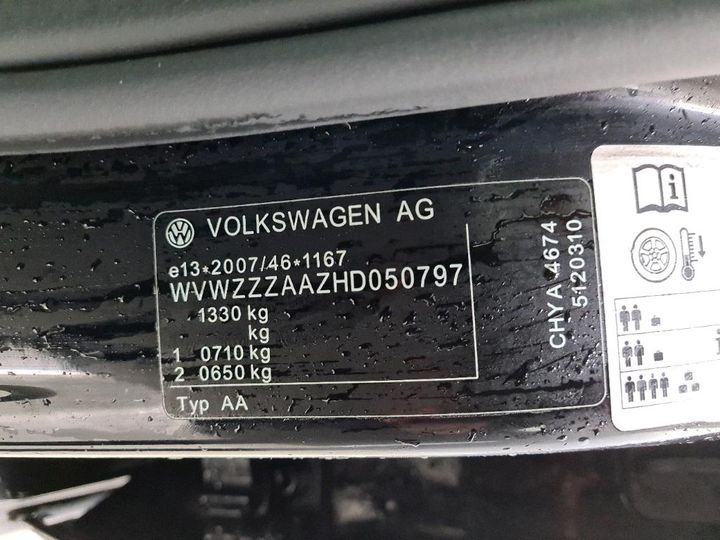 VOLKSWAGEN AG
e13*2007/46*1167
WVWZZZAAZHD050797
1330 kg
kg
1 0710 kg
2 0650 kg
Typ AA
CHYA 4674
5120310